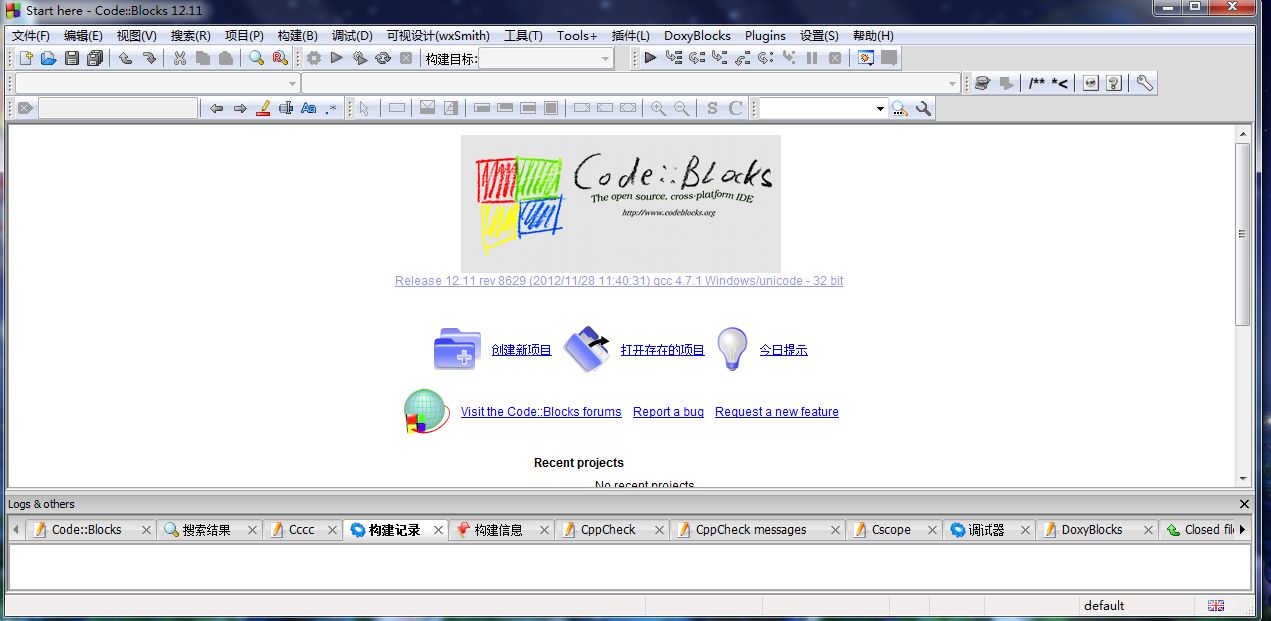 Start here - Code::Blocks 12.11
文件(F) 编辑(E) 视图(V) 搜索(R) 项目(P) 构建(B) 调试(D) 可视设计(wxSmith) 工具(T) Tools+ 插件(L) DoxyBlocks Plugins 设置(S) 帮助(H)
构建目标:
/** *<
Aa .*
S C
Code::Blocks
The open source, cross-platform IDE
http://www.codeblocks.org
Release 12.11 rev 8629 (2012/11/28 11:40:31) gcc 4.7.1 Windows/unicode - 32 bit
创建新项目 打开存在的项目 今日提示
Visit the Code::Blocks forums Report a bug Request a new feature
Recent projects
No recent projects
Logs & others
Code::Blocks 搜索结果 Cccc 构建记录 构建信息 CppCheck CppCheck messages Cscope 调试器 DoxyBlocks Closed fil
default